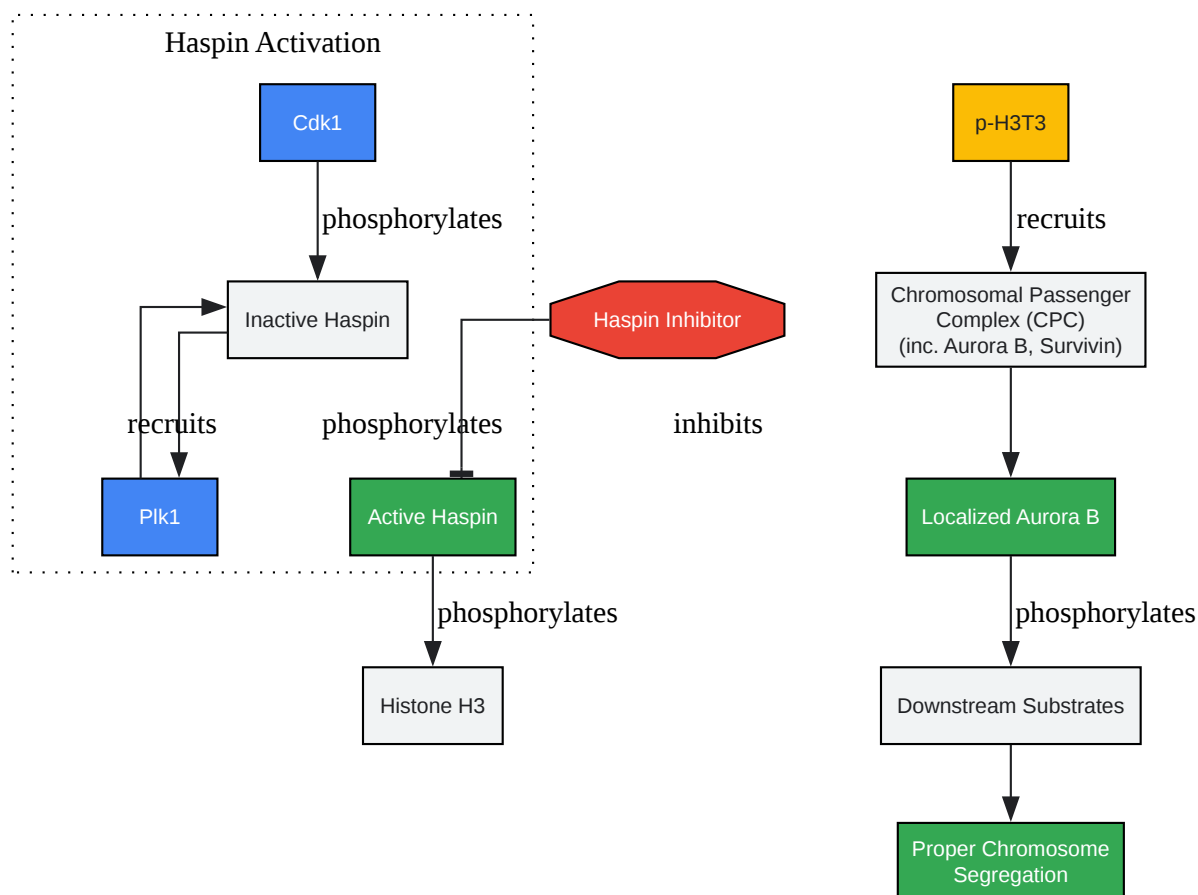 Haspin Activation
Cdk1
p-H3T3
phosphorylates
recruits
Inactive Haspin
Haspin Inhibitor
Chromosomal Passenger
Complex (CPC)
(inc. Aurora B, Survivin)
recruits
phosphorylates
inhibits
Plk1
Active Haspin
Localized Aurora B
phosphorylates
phosphorylates
Histone H3
Downstream Substrates
Proper Chromosome
Segregation